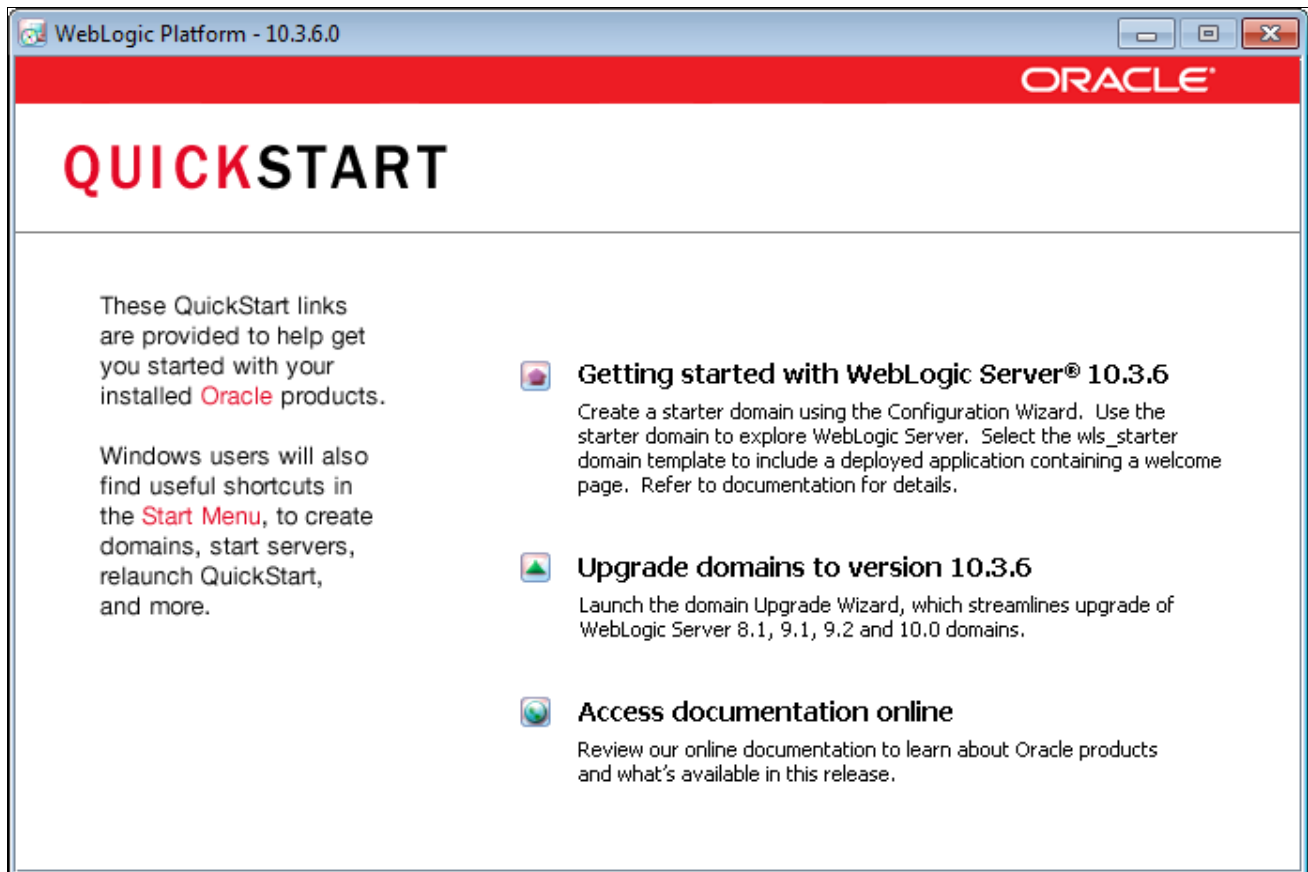 WebLogic Platform - 10.3.6.0
ORACLE®
QUICKSTART
These QuickStart links
are provided to help get
you started with your
installed Oracle products.
Windows users will also
find useful shortcuts in
the Start Menu, to create
domains, start servers,
relaunch QuickStart,
and more.
Getting started with WebLogic Server® 10.3.6
Create a starter domain using the Configuration Wizard. Use the
starter domain to explore WebLogic Server. Select the wls_starter
domain template to include a deployed application containing a welcome
page. Refer to documentation for details.
Upgrade domains to version 10.3.6
Launch the domain Upgrade Wizard, which streamlines upgrade of
WebLogic Server 8.1, 9.1, 9.2 and 10.0 domains.
Access documentation online
Review our online documentation to learn about Oracle products
and what's available in this release.